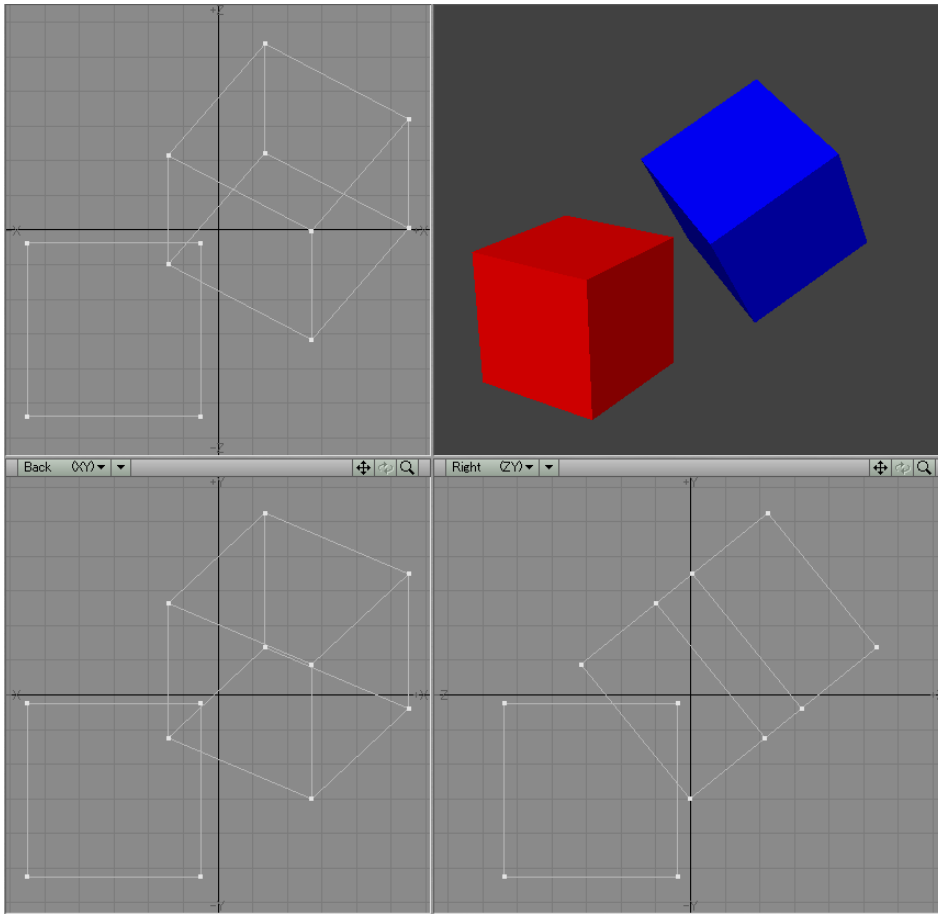 +Z
-X +X
-Z
Back (XY) Right (ZY)
+Y +Y
-X +X -Z
-Y -Y